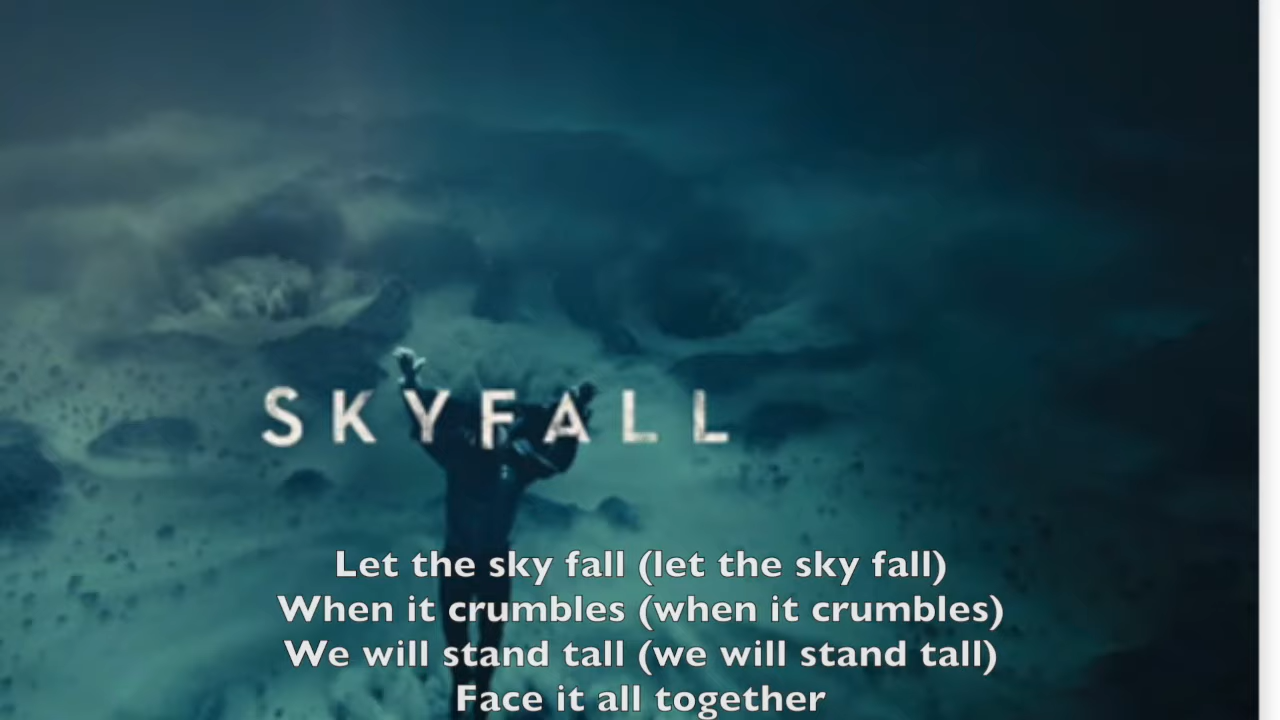 SKYFALL
Let the sky fall (let the sky fall)
When it crumbles (when it crumbles)
We will stand tall (we will stand tall)
Face it all together